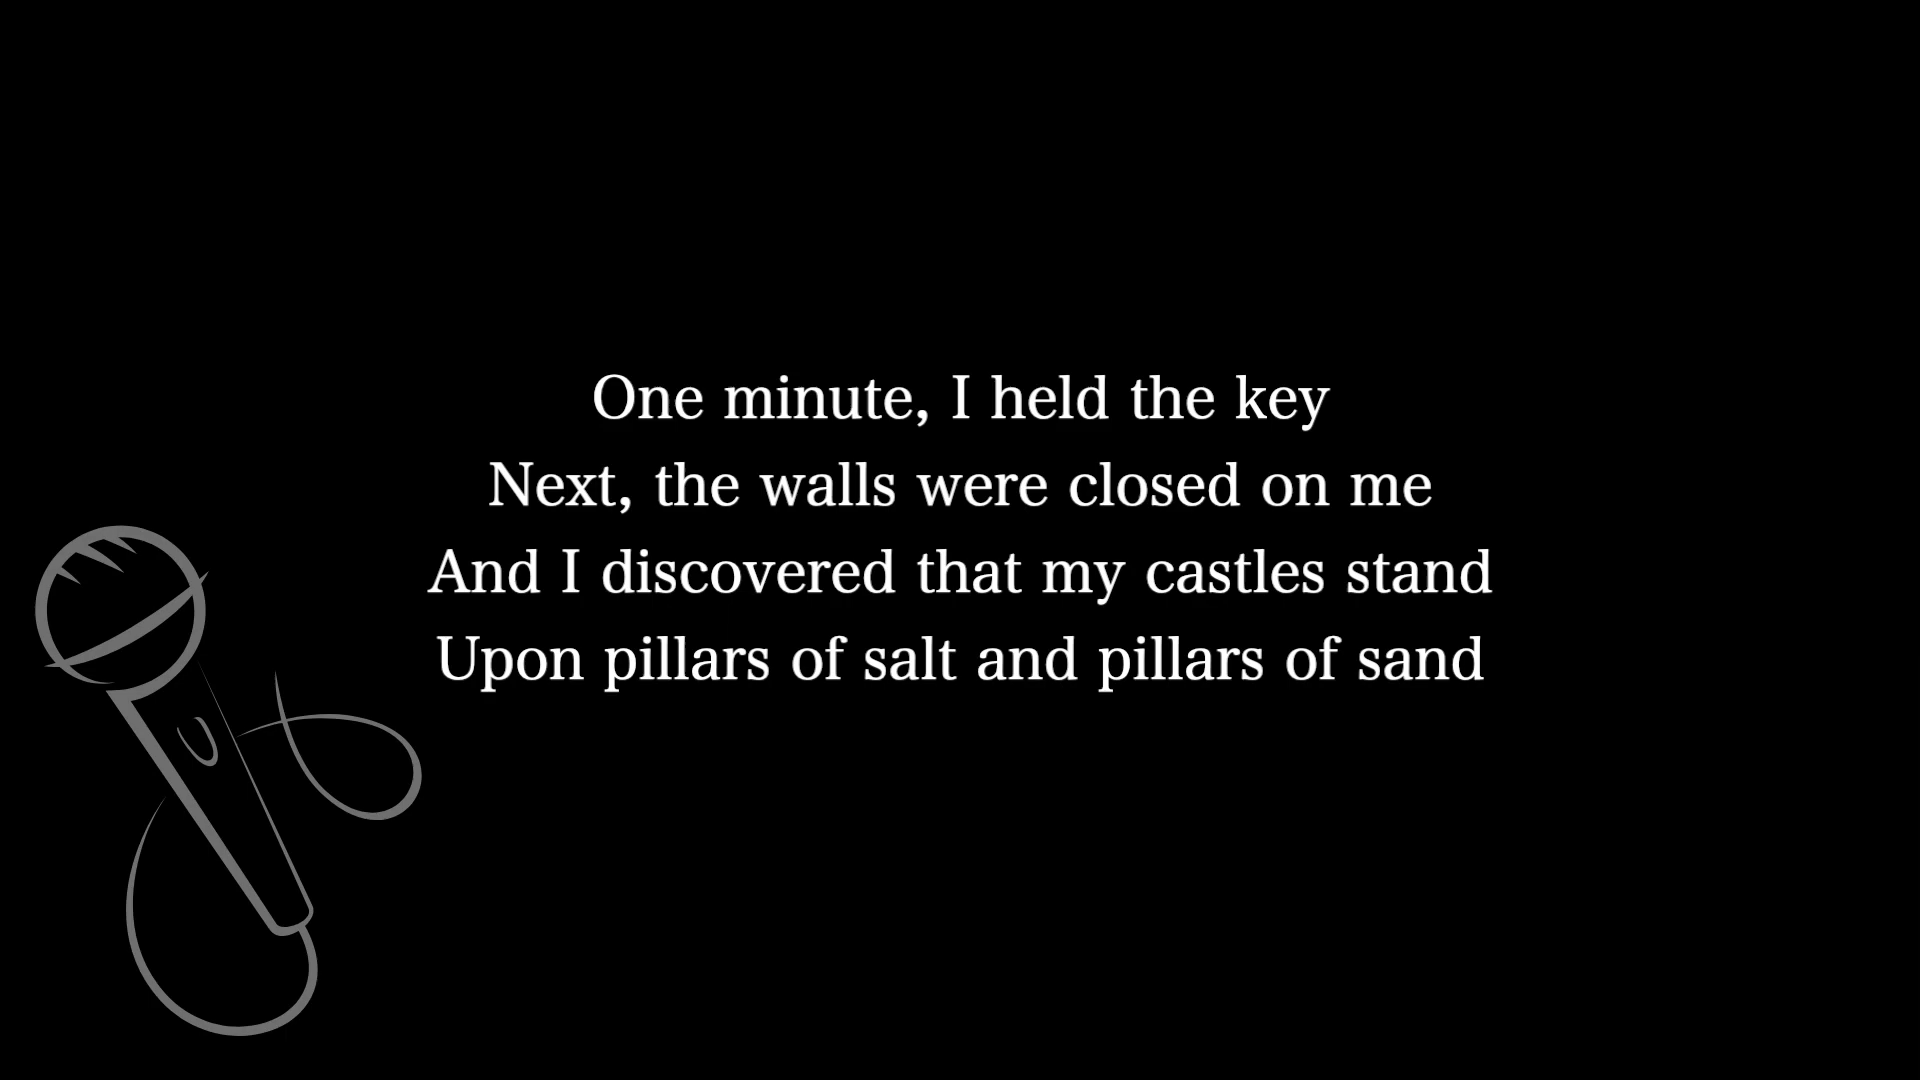 One minute, I held the key
Next, the walls were closed on me
And I discovered that my castles stand
Upon pillars of salt and pillars of sand